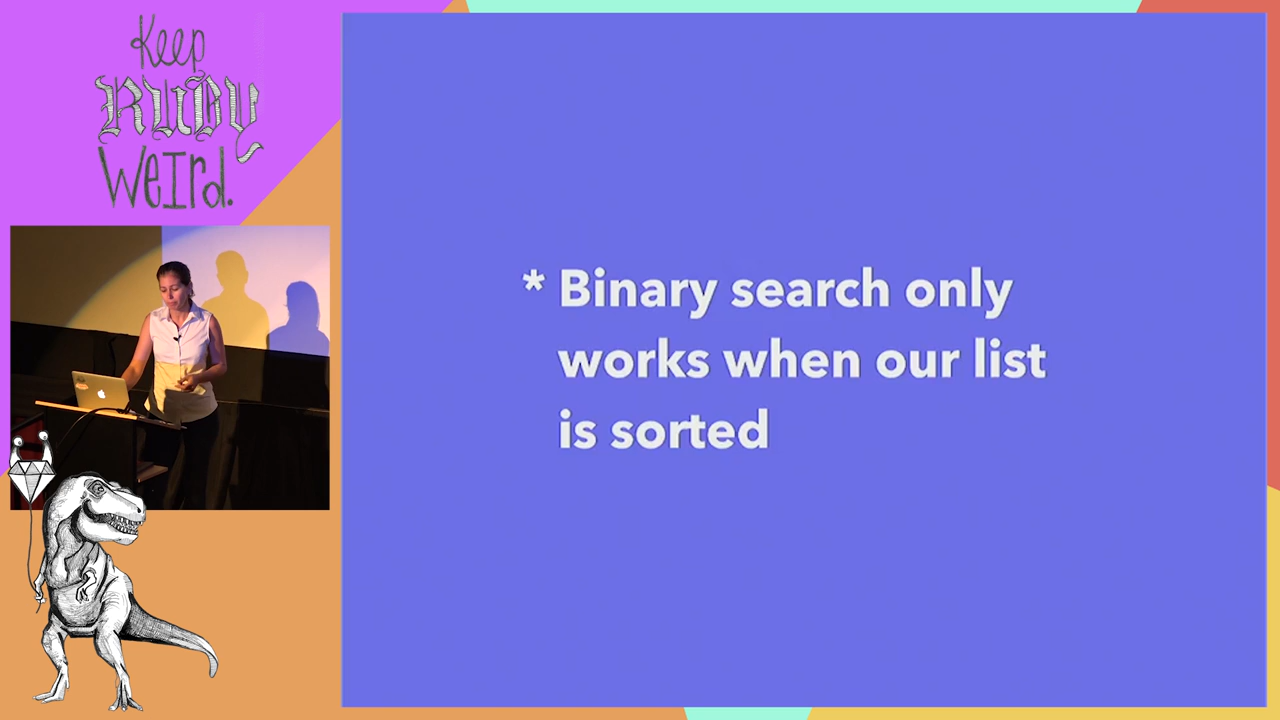 Keep
RUBY
WeIrd.
* Binary search only
works when our list
is sorted